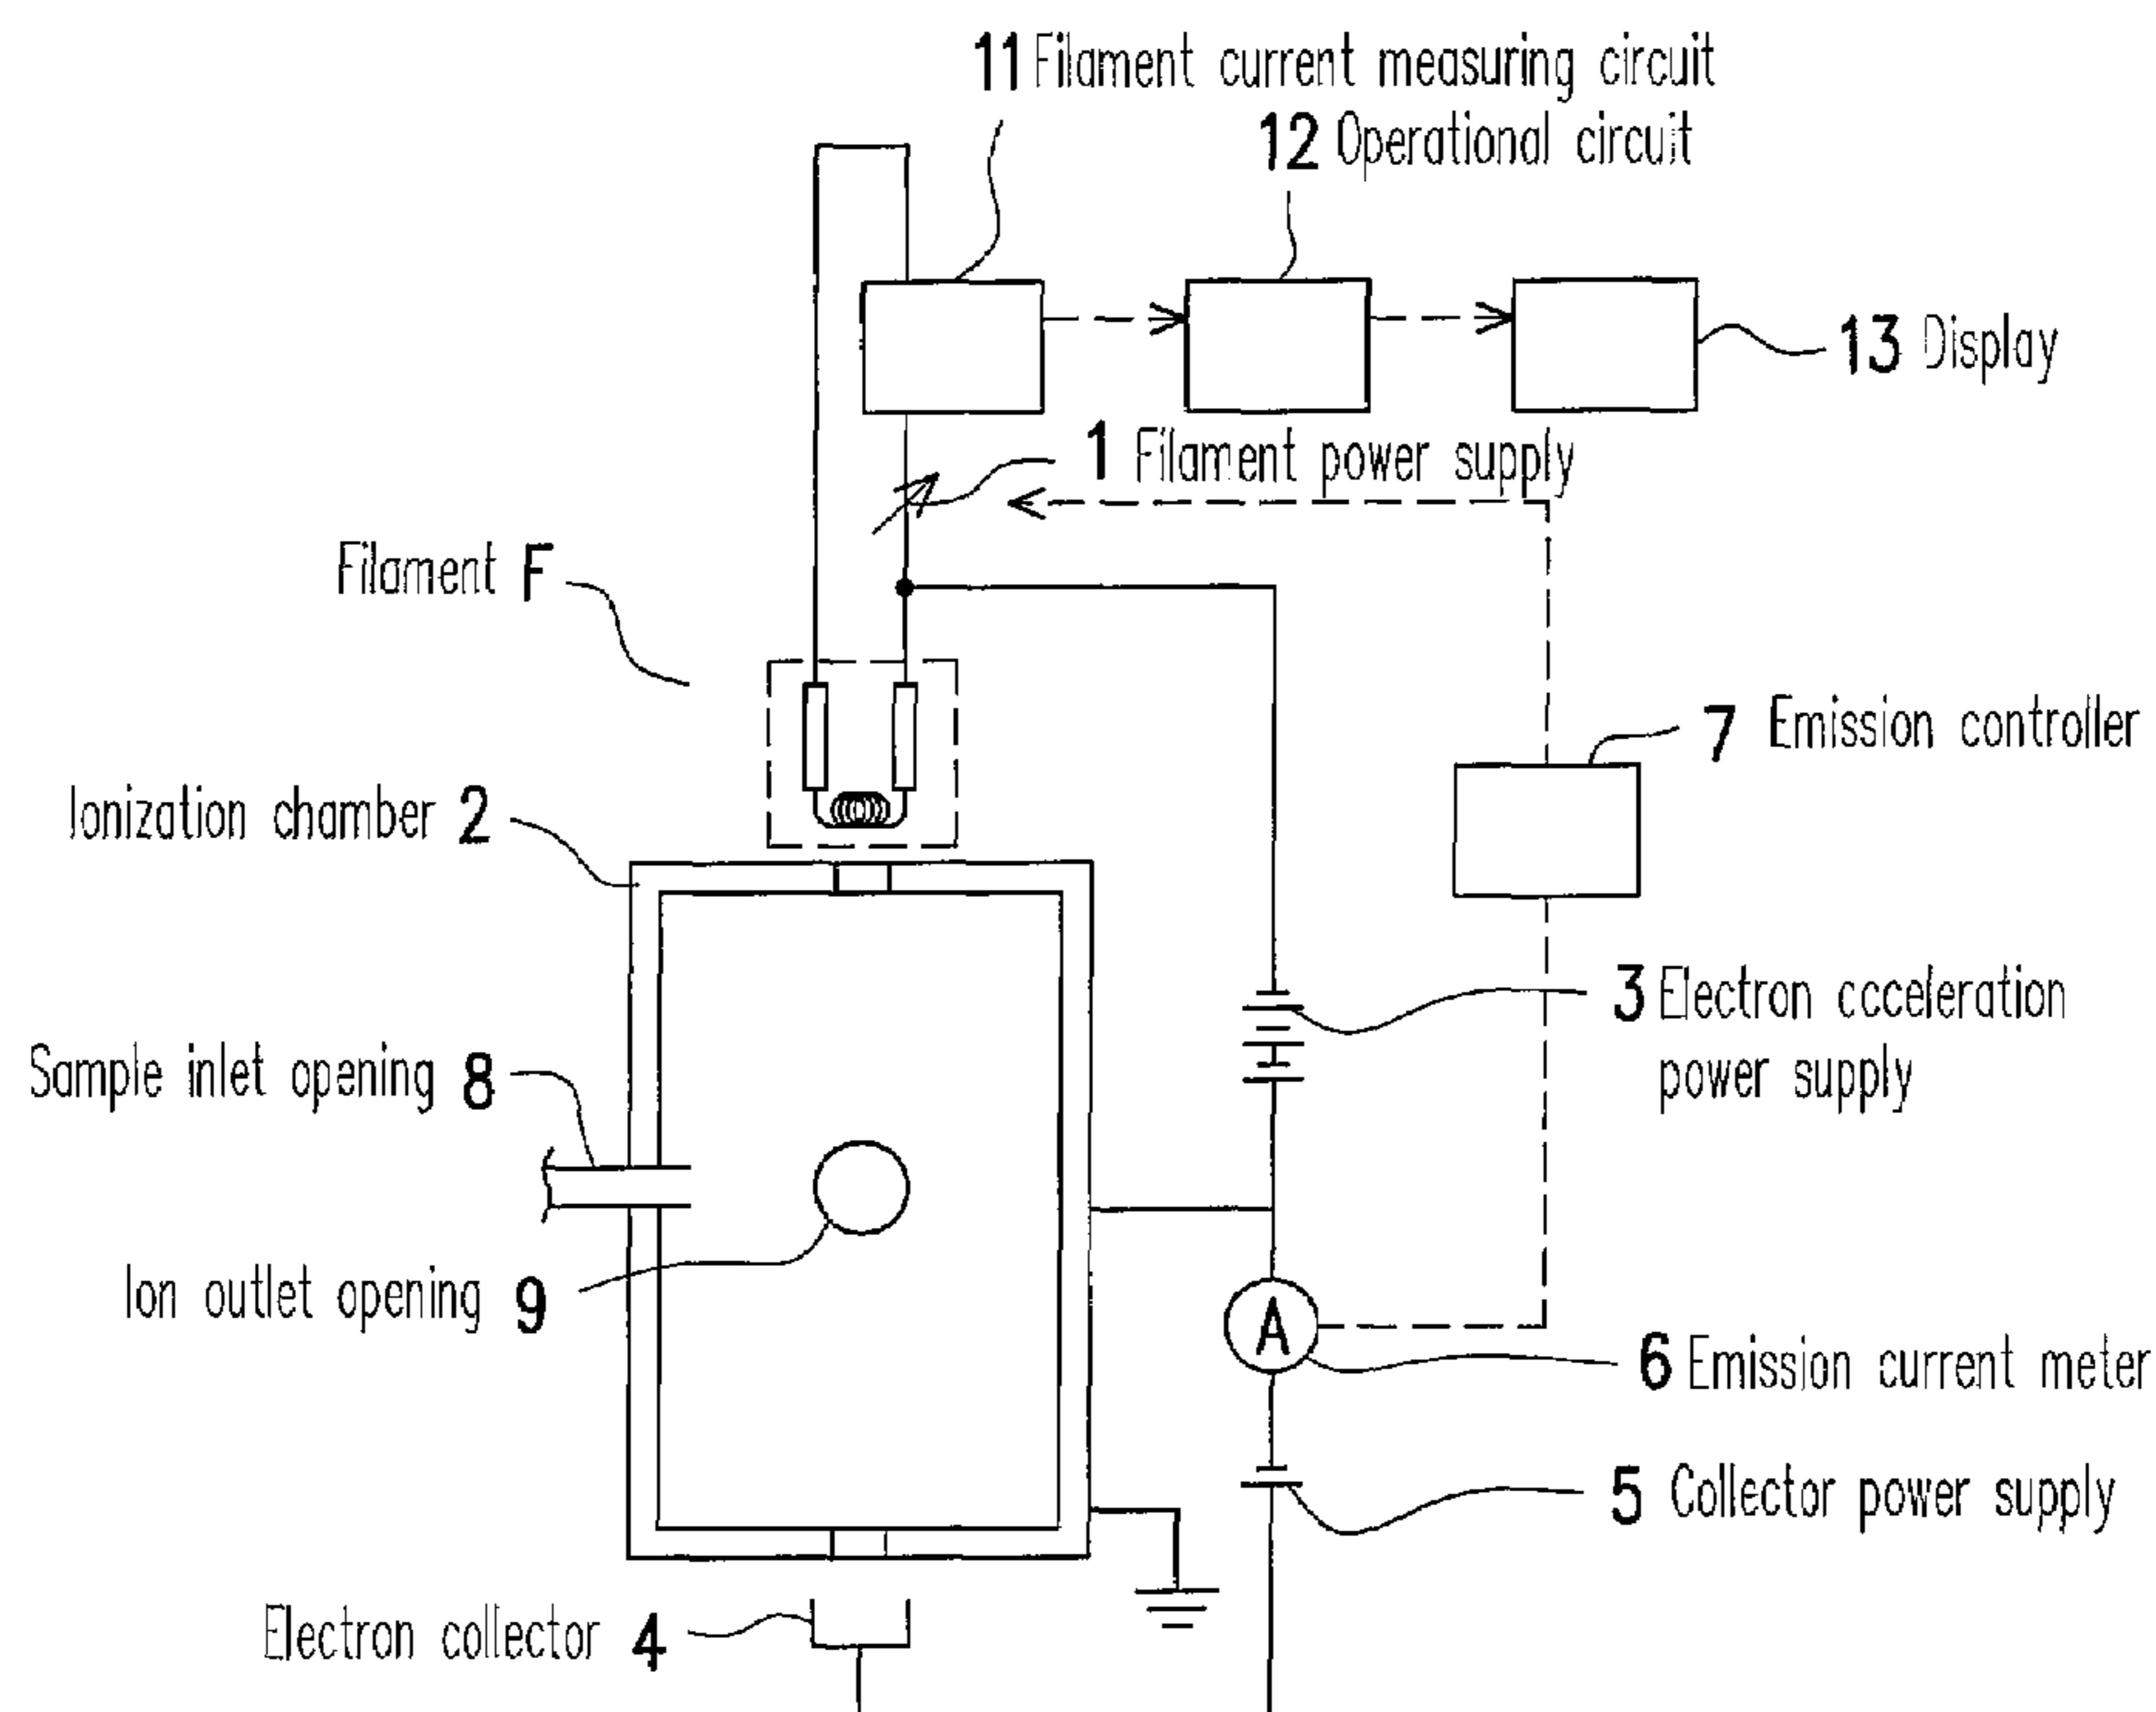 11 Filament current measuring circuit
12 Operational circuit
13 Display
1 Filament power supply
Filament F
7 Emission controller
Ionization chamber 2
3 Electron ccceleration
power supply
Sample inlet opening 8
Ion outlet opening 9
A
6 Emission current meter
5 Collector power supply
Electron collector 4